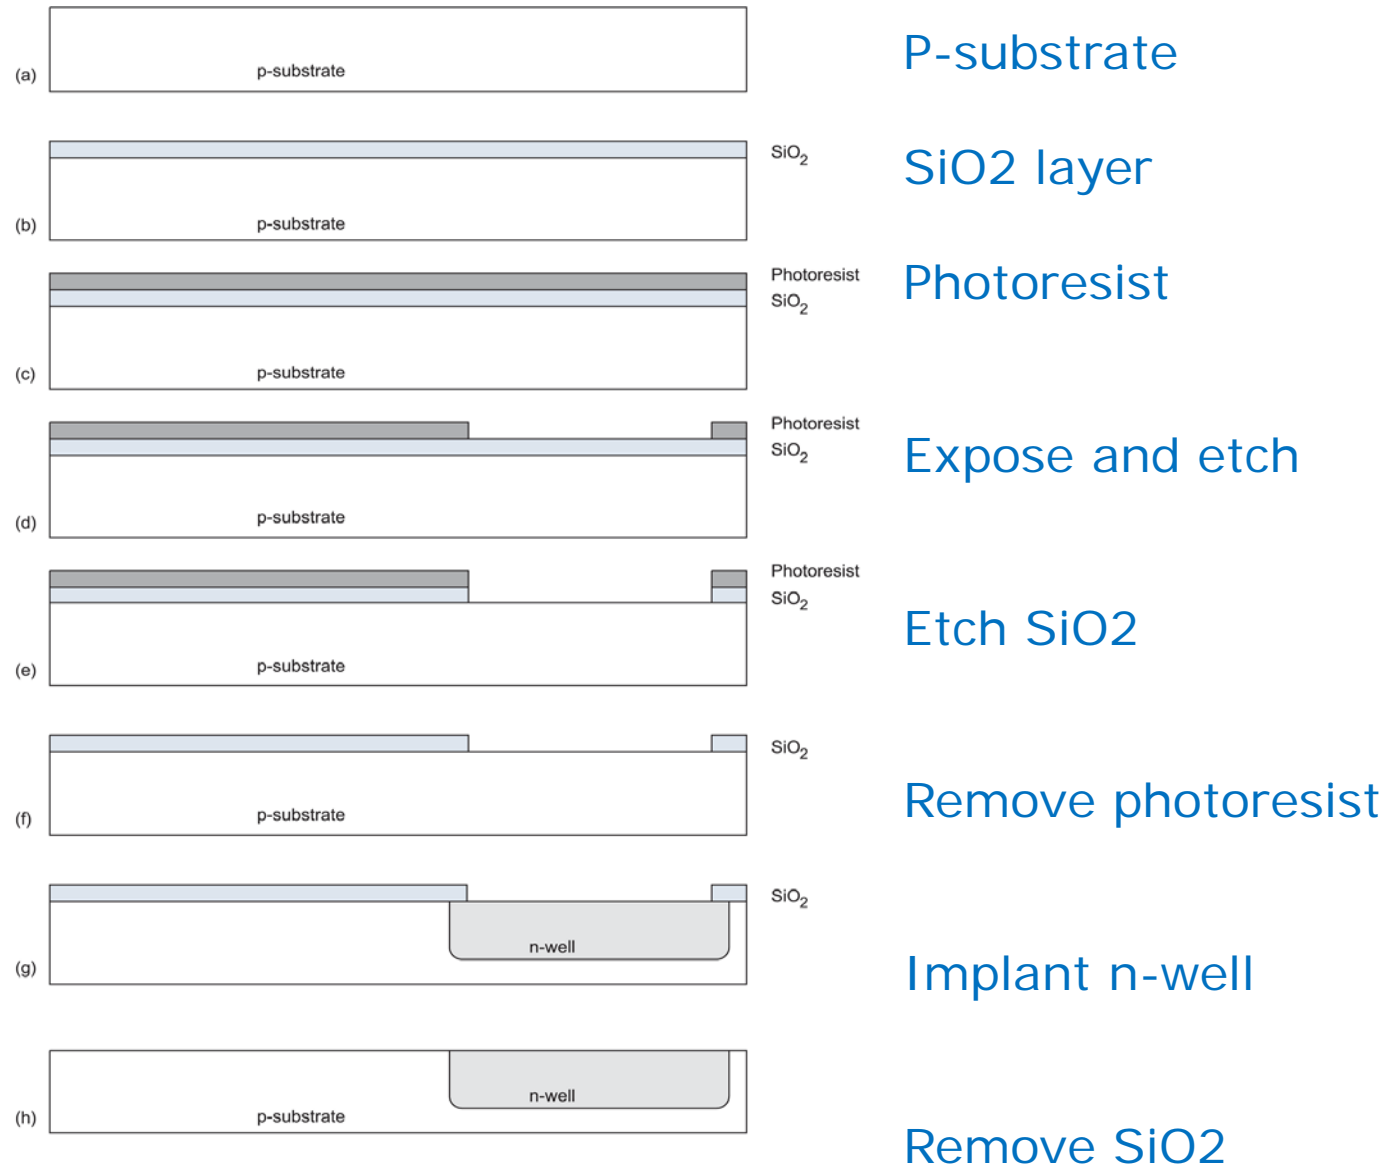 (a)
p-substrate
P-substrate
SiO2
SiO2 layer
(b)
p-substrate
Photoresist
SiO2
Photoresist
(c)
p-substrate
Photoresist
SiO2
Expose and etch
(d)
p-substrate
Photoresist
SiO2
Etch SiO2
(e)
p-substrate
SiO2
Remove photoresist
(f)
p-substrate
SiO2
n-well
(g)
Implant n-well
n-well
(h)
p-substrate
Remove SiO2